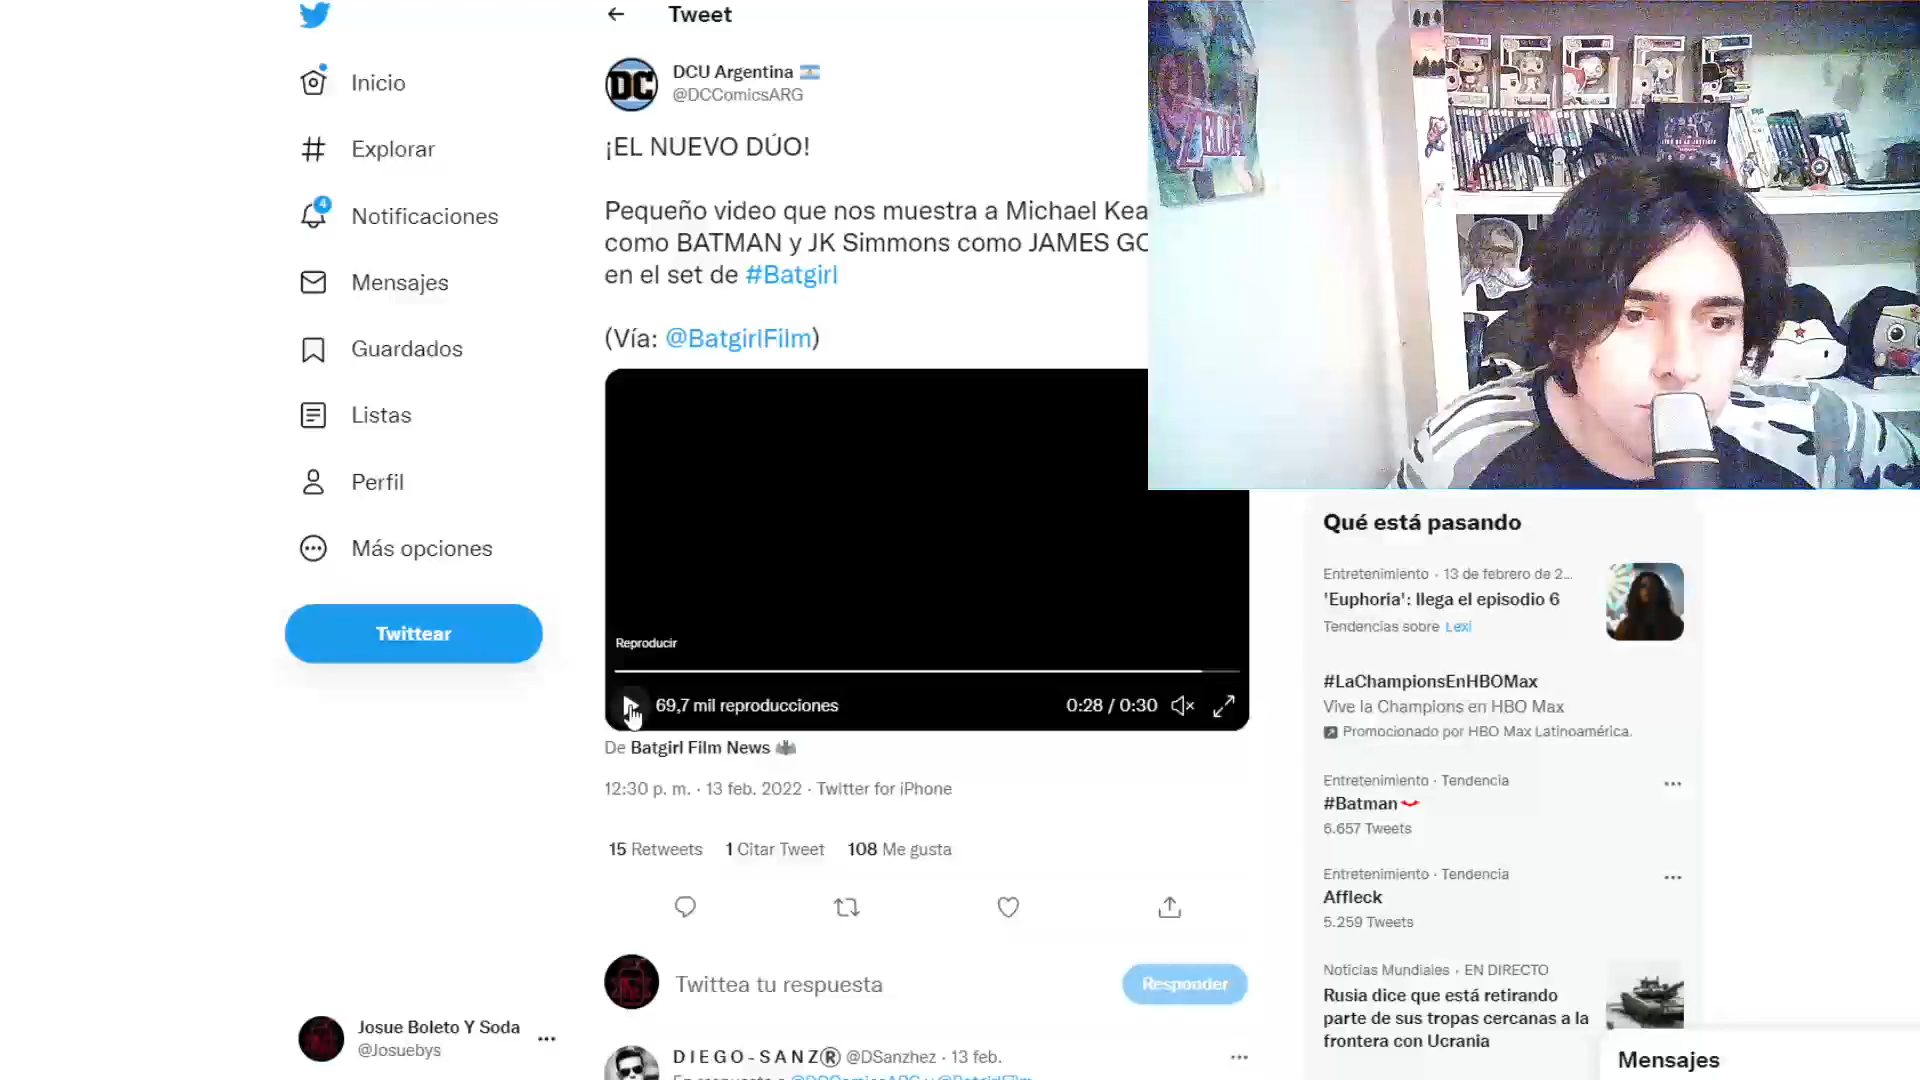 Tweet
Inicio
Explorar
4
Notificaciones
Mensajes
Guardados
Listas
Perfil
Más opciones
Twittear
Josue Boleto Y Soda
@Josuebys
DC
DCU Argentina
@DCComicsARG
¡EL NUEVO DÚO!
Pequeño video que nos muestra a Michael Kea
como BATMAN y JK Simmons como JAMES GO
en el set de #Batgirl
(Vía: @BatgirlFilm)
Reproducir
69,7 mil reproducciones
0:28 / 0:30
De Batgirl Film News
12:30 p. m. · 13 feb. 2022 · Twitter for iPhone
15 Retweets 1 Citar Tweet 108 Me gusta
Twittea tu respuesta
Responder
DIEGO-SANZ® @DSanzhez · 13 feb.
En respuesta a @DCComicsARG y @BatgirlFilm
Qué está pasando
Entretenimiento · 13 de febrero de 2...
'Euphoria': llega el episodio 6
Tendencias sobre Lexi
#LaChampionsEnHBOMax
Vive la Champions en HBO Max
Promocionado por HBO Max Latinoamérica.
Entretenimiento · Tendencia
#Batman
6.657 Tweets
Entretenimiento · Tendencia
Affleck
5.259 Tweets
Noticias Mundiales · EN DIRECTO
Rusia dice que está retirando
parte de sus tropas cercanas a la
frontera con Ucrania
Mensajes